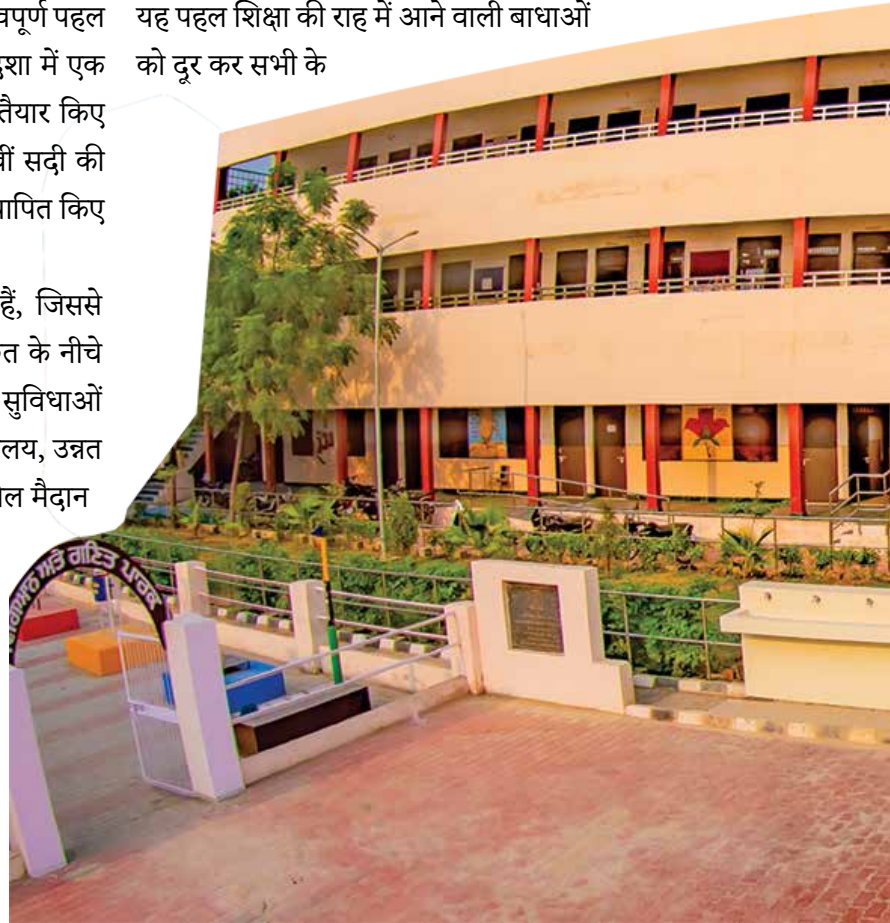 वपूर्ण पहल
शा में एक
तैयार किए
वीं सदी की
ापित किए
हैं, जिससे
त के नीचे
सुविधाओं
लय, उन्नत
ेल मैदान
यह पहल शिक्षा की राह में आने वाली बाधाओं
को दूर कर सभी के
ਅਤੇ ਗਣਿਤ ਪਾਰਕ